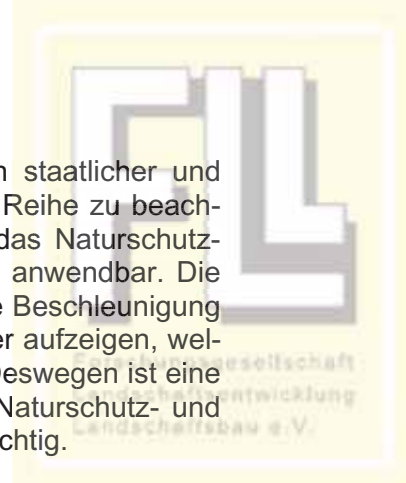 FLL
n staatlicher und
Reihe zu beach-
das Naturschutz-
anwendbar. Die
e Beschleunigung
er aufzeigen, wel-
Deswegen ist eine
Naturschutz- und
chtig.
Forschungsgesellschaft
Landschaftsentwicklung
Landschaftsbau e.V.